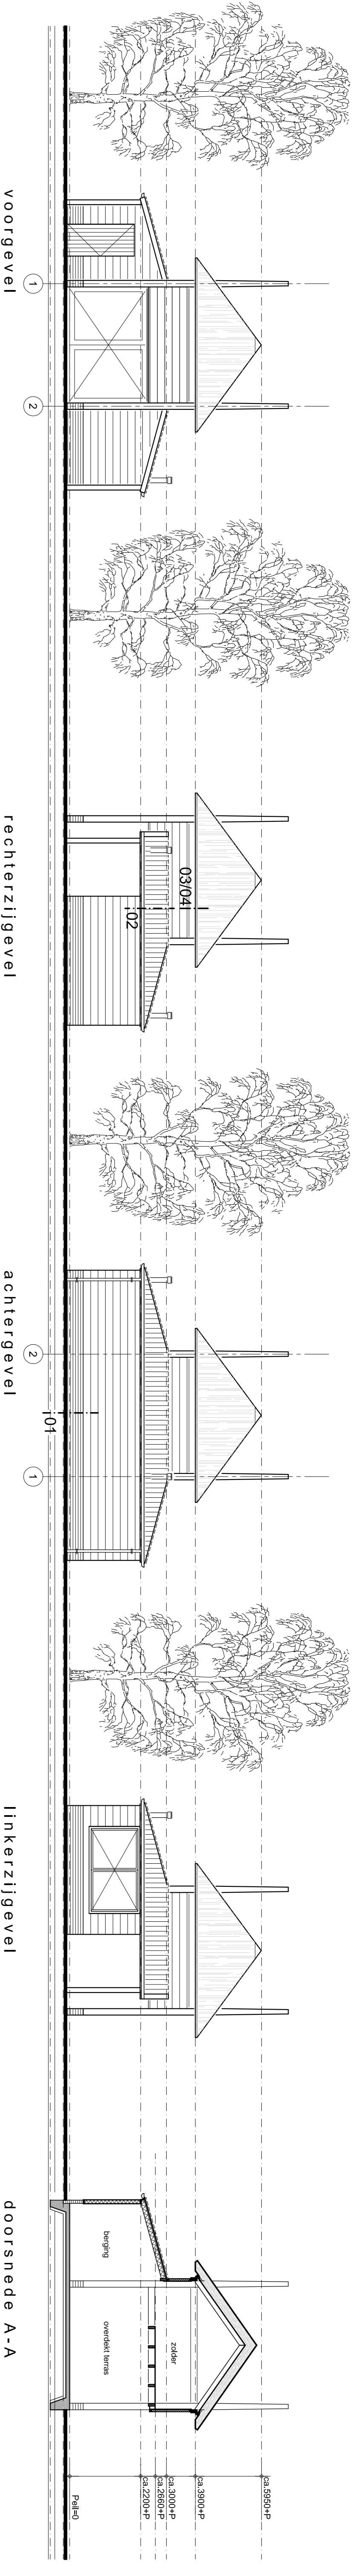 voorgevel
1
2
rechterzijgevel
03/04
02
achtergevel
2
1
01
linkerzijgevel
doorsnede A-A
berging
overdekt terras
zolder
ca.5950+P
ca.3900+P
ca.3000+P
ca.2660+P
ca.2200+P
Peil=0